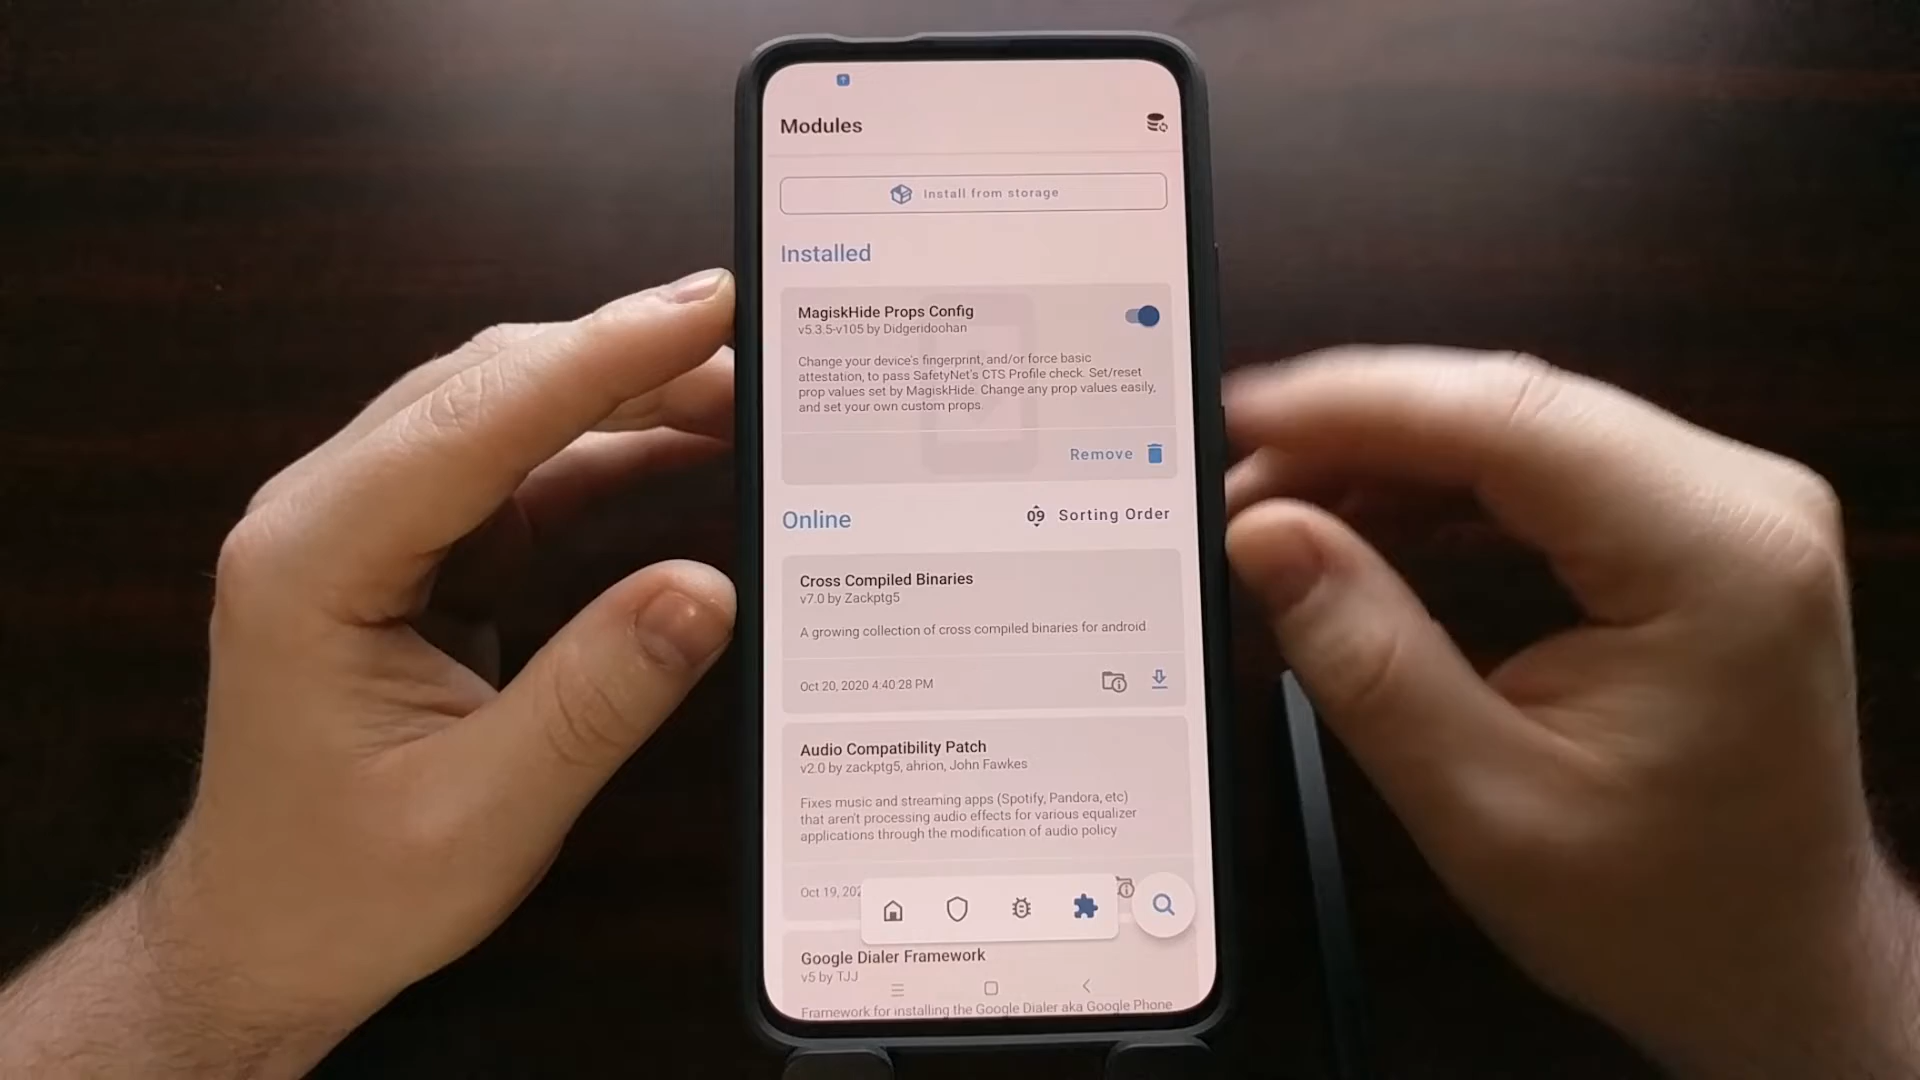 Modules
Install from storage
Installed
MagiskHide Props Config
v5.3.5-v105 by Didgeridoohan
Change your device's fingerprint, and/or force basic
attestation, to pass SafetyNet's CTS Profile check. Set/reset
prop values set by MagiskHide. Change any prop values easily,
and set your own custom props.
Remove
Online
09 Sorting Order
Cross Compiled Binaries
v7.0 by Zackptg5
A growing collection of cross compiled binaries for android
Oct 20, 2020 4:40:28 PM
Audio Compatibility Patch
v2.0 by zackptg5, ahrion, John Fawkes
Fixes music and streaming apps (Spotify, Pandora, etc)
that aren't processing audio effects for various equalizer
applications through the modification of audio policy
Oct 19, 202
Google Dialer Framework
v5 by TJJ
Framework for installing the Google Dialer aka Google Phone